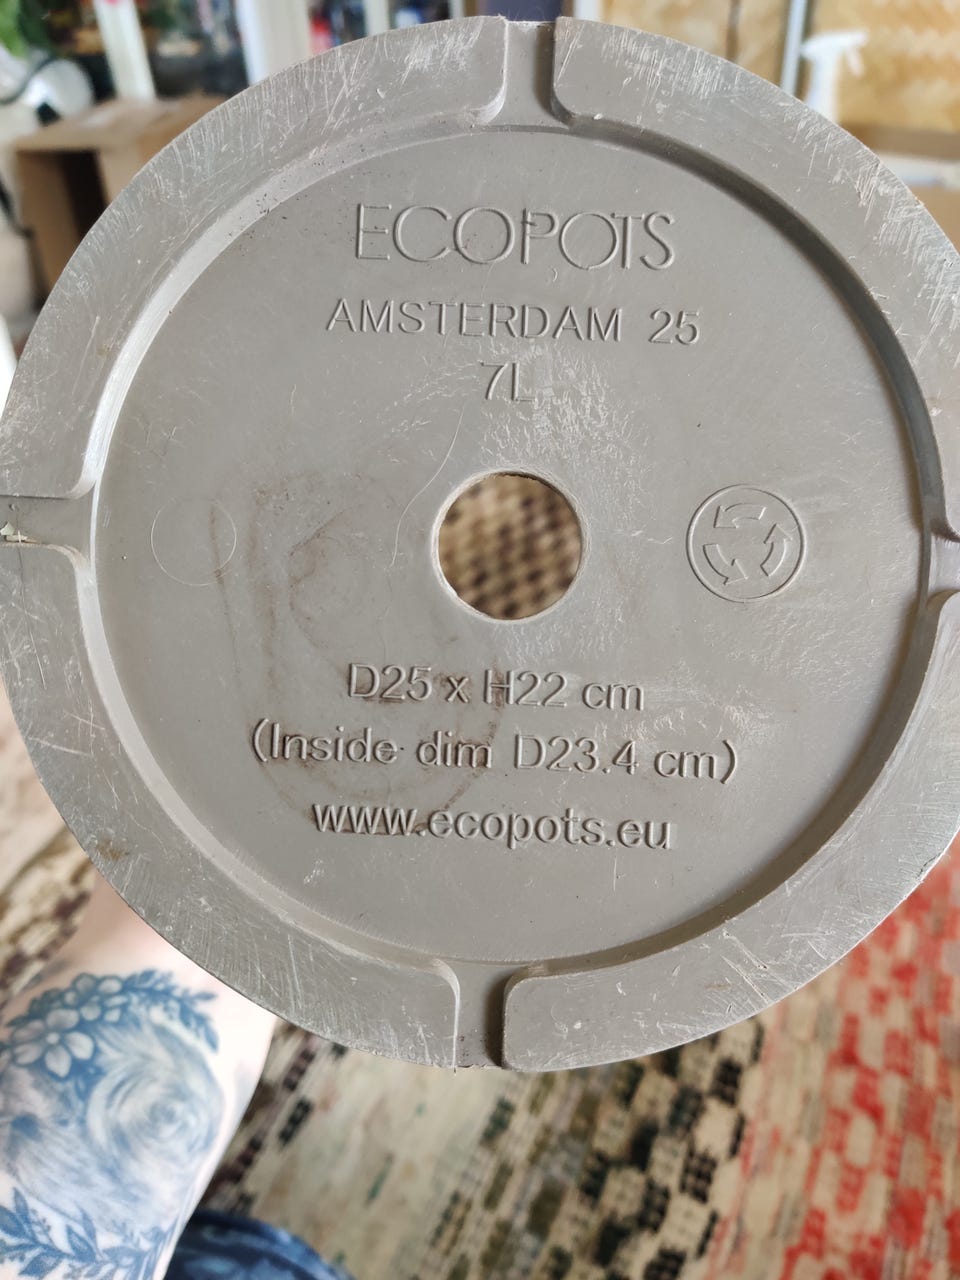 ECOPOTS
AMSTERDAM 25
7L
D25 x H22 cm
(Inside dim D23.4 cm)
www.ecopots.eu